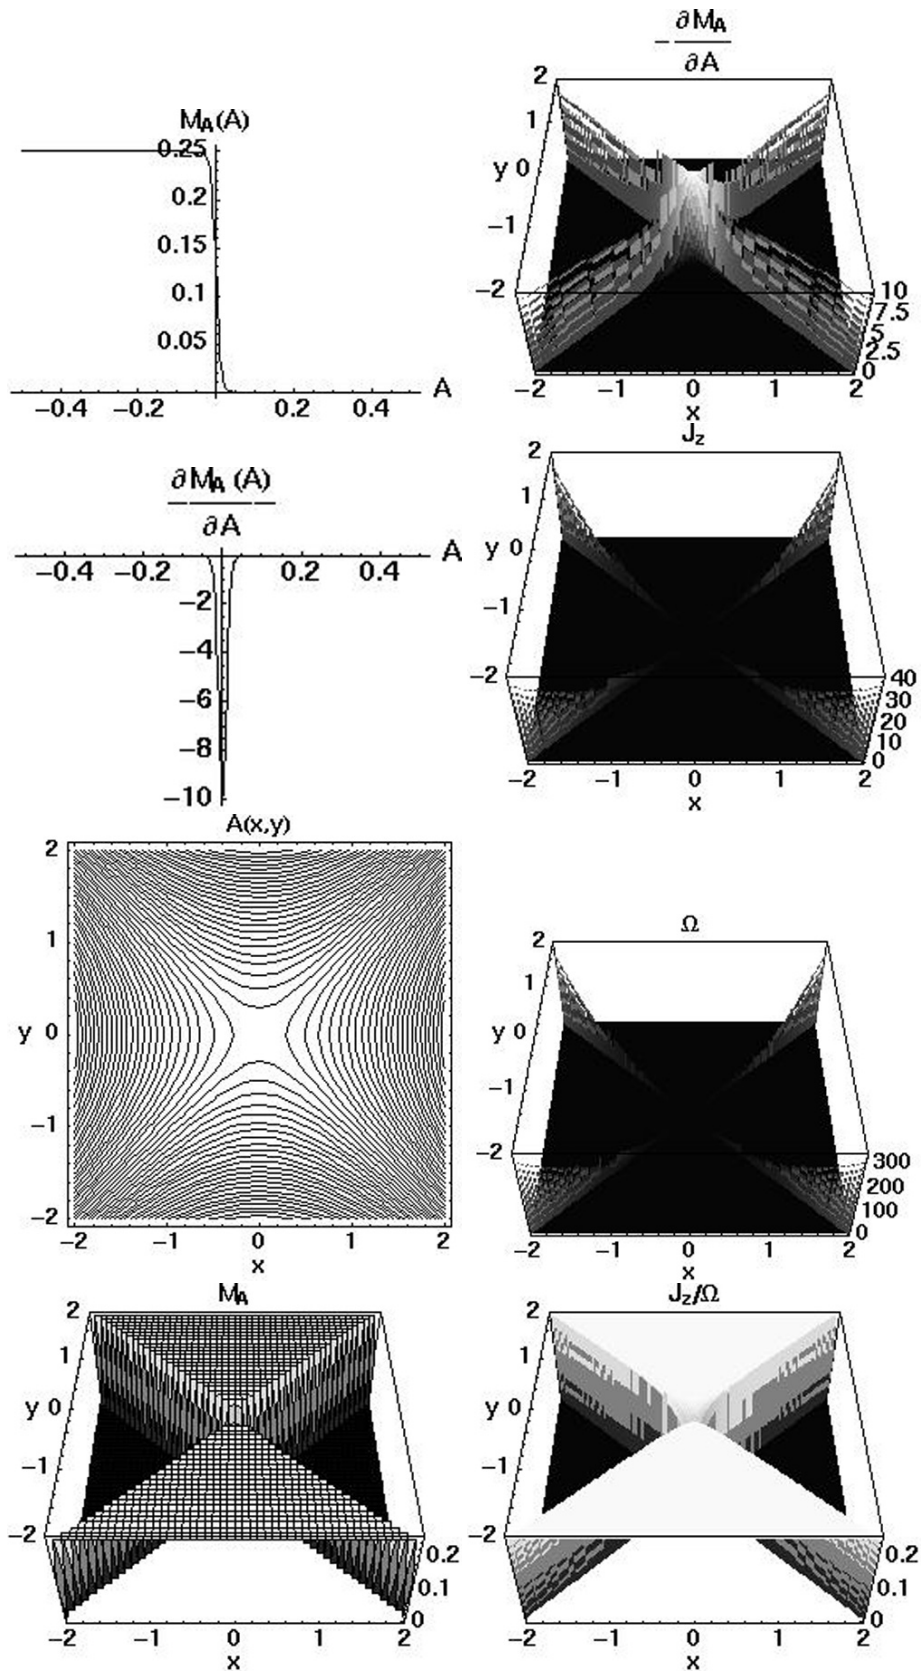 M_A(A)
0.25
0.2
0.15
0.1
0.05
−0.4 −0.2 0.2 0.4 A
− ∂M_A
∂A
2
1
y 0
−1
−2
10
7.5
5
2.5
0
−2 −1 0 1 2
x
∂M_A (A)
∂A
−0.4 −0.2 0.2 0.4 A
−2
−4
−6
−8
−10
J_z
2
1
y 0
−1
−2
40
30
20
10
0
−2 −1 0 1 2
x
A(x,y)
2
1
y 0
−1
−2
−2 −1 0 1 2
x
Ω
2
1
y 0
−1
−2
300
200
100
0
−2 −1 0 1 2
x
M_A
2
1
y 0
−1
−2
0.2
0.1
0
−2 −1 0 1 2
x
J_z/Ω
2
1
y 0
−1
−2
0.2
0.1
0
−2 −1 0 1 2
x